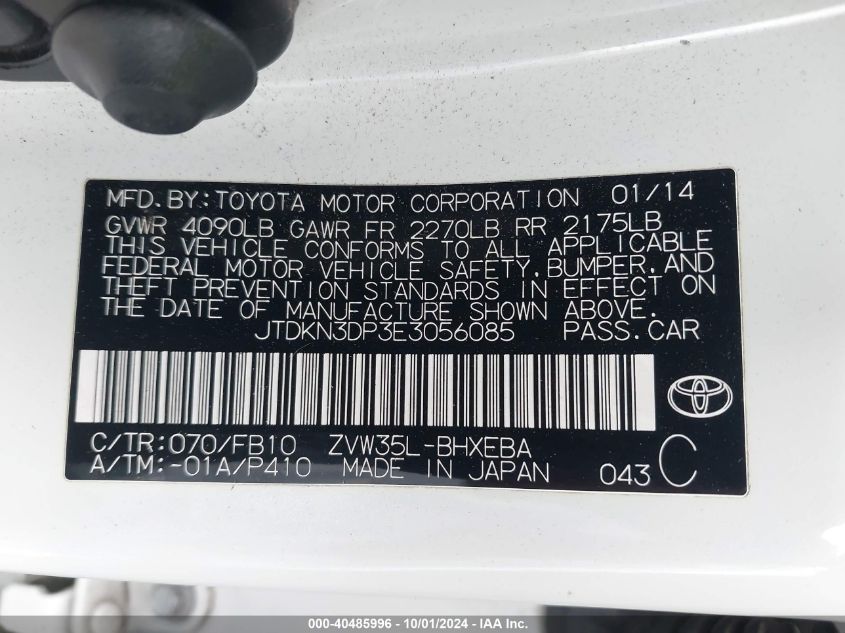 MFD.BY:TOYOTA MOTOR CORPORATION 01/14
GVWR 4090LB GAWR FR 2270LB RR 2175LB
THIS VEHICLE CONFORMS TO ALL APPLICABLE
FEDERAL MOTOR VEHICLE SAFETY,BUMPER,AND
THEFT PREVENTION STANDARDS IN EFFECT ON
THE DATE OF MANUFACTURE SHOWN ABOVE.
JTDKN3DP3E3056085 PASS.CAR
C/TR:070/FB10 ZVW35L-BHXEBA
A/TM:-01A/P410 MADE IN JAPAN 043 C
000-40485996 - 10/01/2024 - IAA Inc.